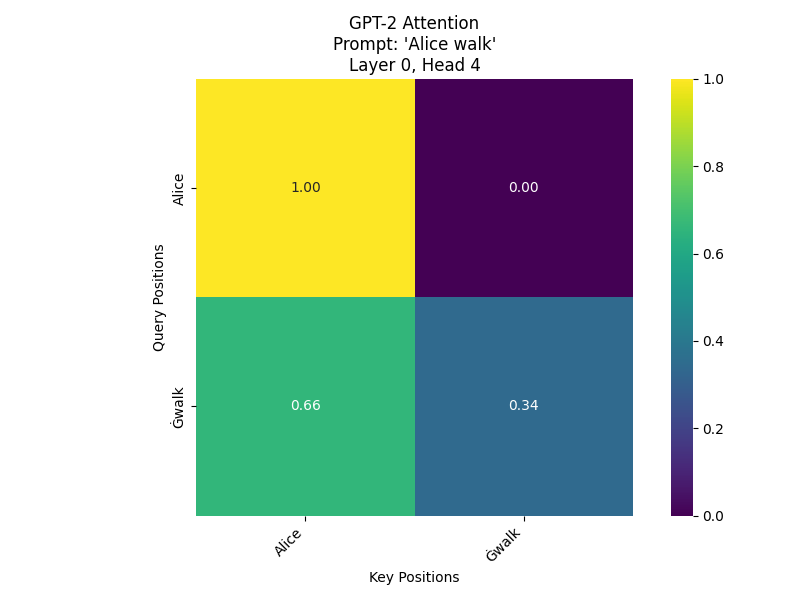 GPT-2 Attention
Prompt: 'Alice walk'
Layer 0, Head 4
Query Positions
Alice
Ġwalk
1.00
0.00
0.66
0.34
Alice
Ġwalk
Key Positions
1.0
0.8
0.6
0.4
0.2
0.0